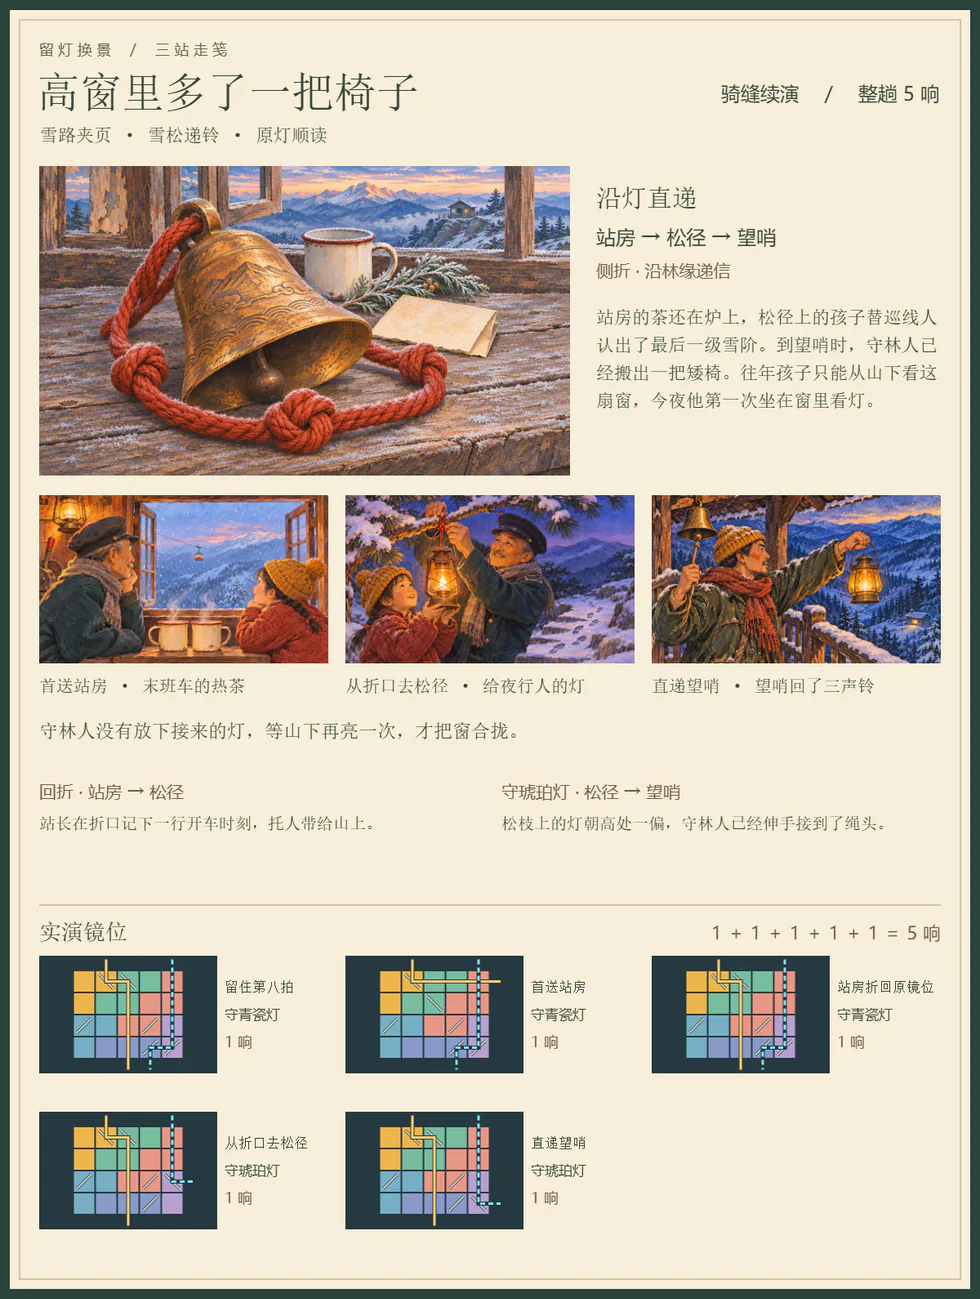 留灯换景 / 三站走笺
高窗里多了一把椅子
骑缝续演 / 整趟 5 响
雪路夹页 • 雪松递铃 • 原灯顺读
沿灯直递
站房 → 松径 → 望哨
侧折 · 沿林缘递信
站房的茶还在炉上，松径上的孩子替巡线人
认出了最后一级雪阶。到望哨时，守林人已
经搬出一把矮椅。往年孩子只能从山下看这
扇窗，今夜他第一次坐在窗里看灯。
首送站房 • 末班车的热茶
从折口去松径 • 给夜行人的灯
直递望哨 • 望哨回了三声铃
守林人没有放下接来的灯，等山下再亮一次，才把窗合拢。
回折 · 站房 → 松径
站长在折口记下一行开车时刻，托人带给山上。
守琥珀灯 · 松径 → 望哨
松枝上的灯朝高处一偏，守林人已经伸手接到了绳头。
实演镜位
1 + 1 + 1 + 1 + 1 = 5 响
留住第八拍
守青瓷灯
1 响
首送站房
守青瓷灯
1 响
站房折回原镜位
守青瓷灯
1 响
从折口去松径
守琥珀灯
1 响
直递望哨
守琥珀灯
1 响